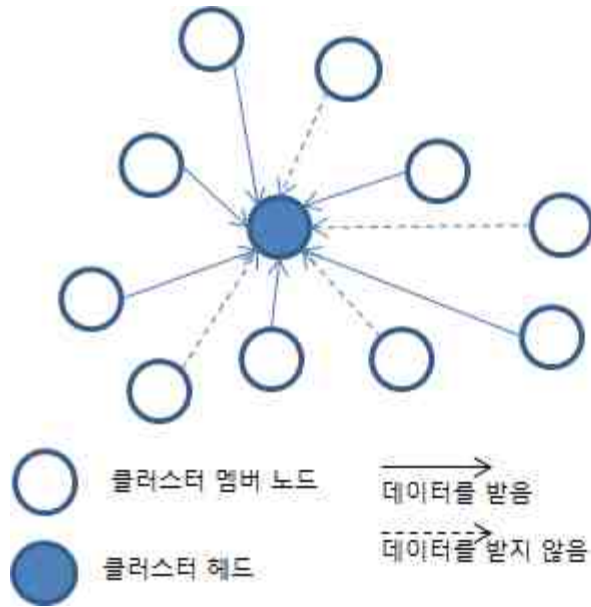 클러스터 멤버 노드
데이터를 받음
데이터를 받지 않음
클러스터 헤드